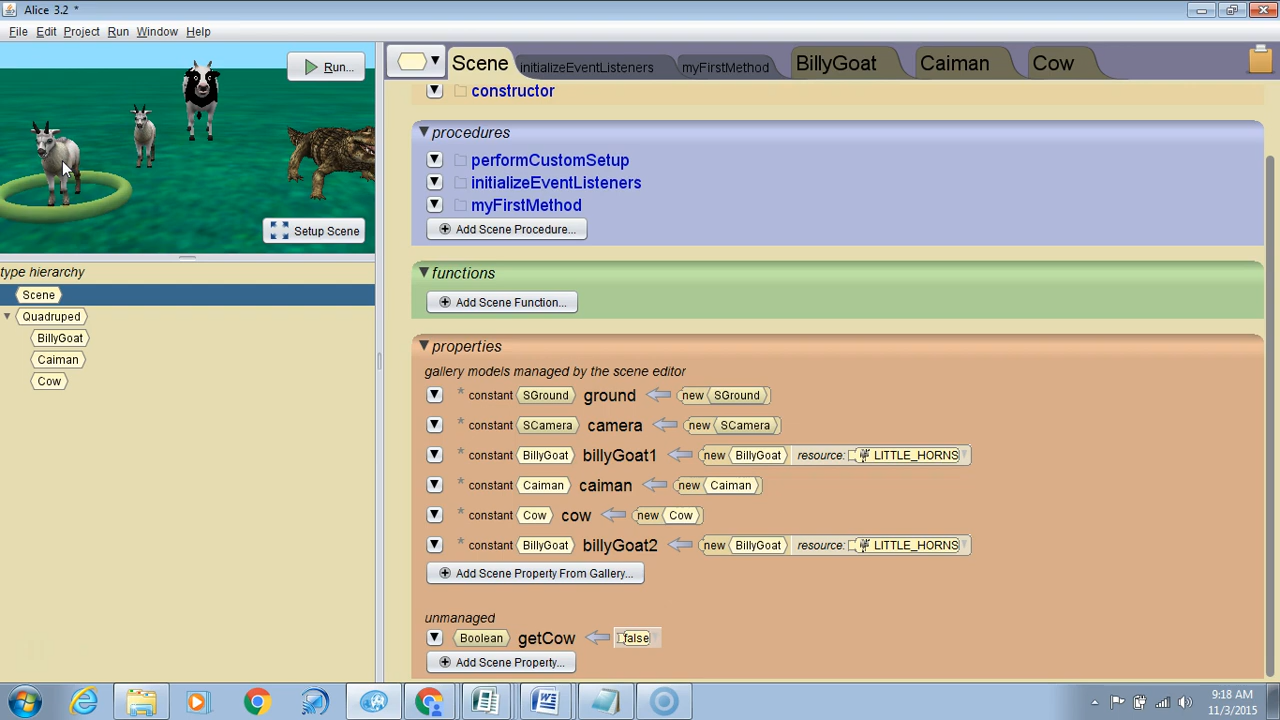 Alice 3.2 *
File Edit Project Run Window Help
Run...
Setup Scene
Scene initializeEventListeners myFirstMethod BillyGoat Caiman Cow
constructor
procedures
performCustomSetup
initializeEventListeners
myFirstMethod
Add Scene Procedure...
functions
Add Scene Function...
properties
gallery models managed by the scene editor
* constant SGround ground new SGround
* constant SCamera camera new SCamera
* constant BillyGoat billyGoat1 new BillyGoat resource: LITTLE_HORNS
* constant Caiman caiman new Caiman
* constant Cow cow new Cow
* constant BillyGoat billyGoat2 new BillyGoat resource: LITTLE_HORNS
Add Scene Property From Gallery...
unmanaged
Boolean getCow false
Add Scene Property...
type hierarchy
Scene
Quadruped
BillyGoat
Caiman
Cow
9:18 AM
11/3/2015